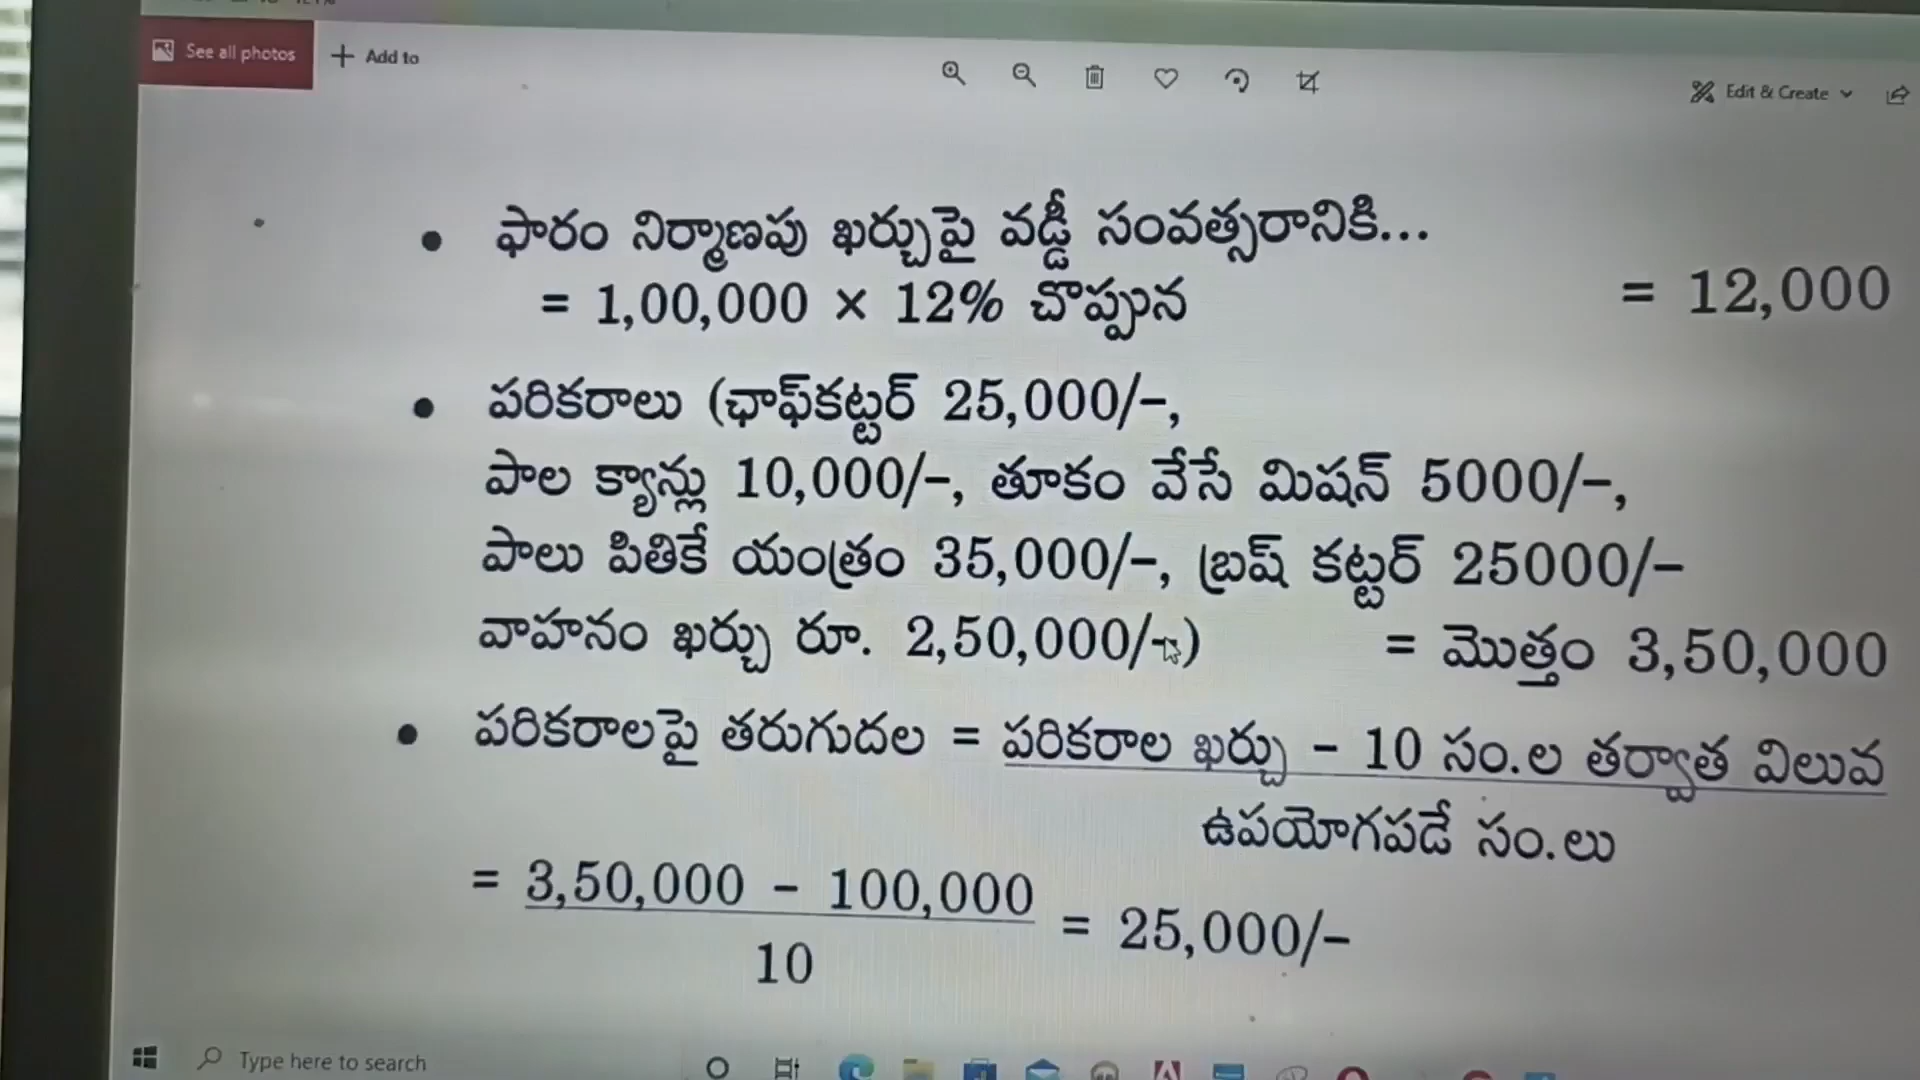 See all photos
+ Add to
Edit & Create
• ఫారం నిర్మాణపు ఖర్చుపై వడ్డీ సంవత్సరానికి...
= 1,00,000 × 12% చొప్పున = 12,000
• పరికరాలు (ఛాఫ్‌కట్టర్ 25,000/–,
పాల క్యాన్లు 10,000/–, తూకం వేసే మిషన్ 5000/–,
పాలు పితికే యంత్రం 35,000/–, బ్రష్ కట్టర్ 25000/–
వాహనం ఖర్చు రూ. 2,50,000/–) = మొత్తం 3,50,000
• పరికరాలపై తరుగుదల = పరికరాల ఖర్చు – 10 సం.ల తర్వాత విలువ
ఉపయోగపడే సం.లు
= 3,50,000 – 100,000 = 25,000/–
10
Type here to search